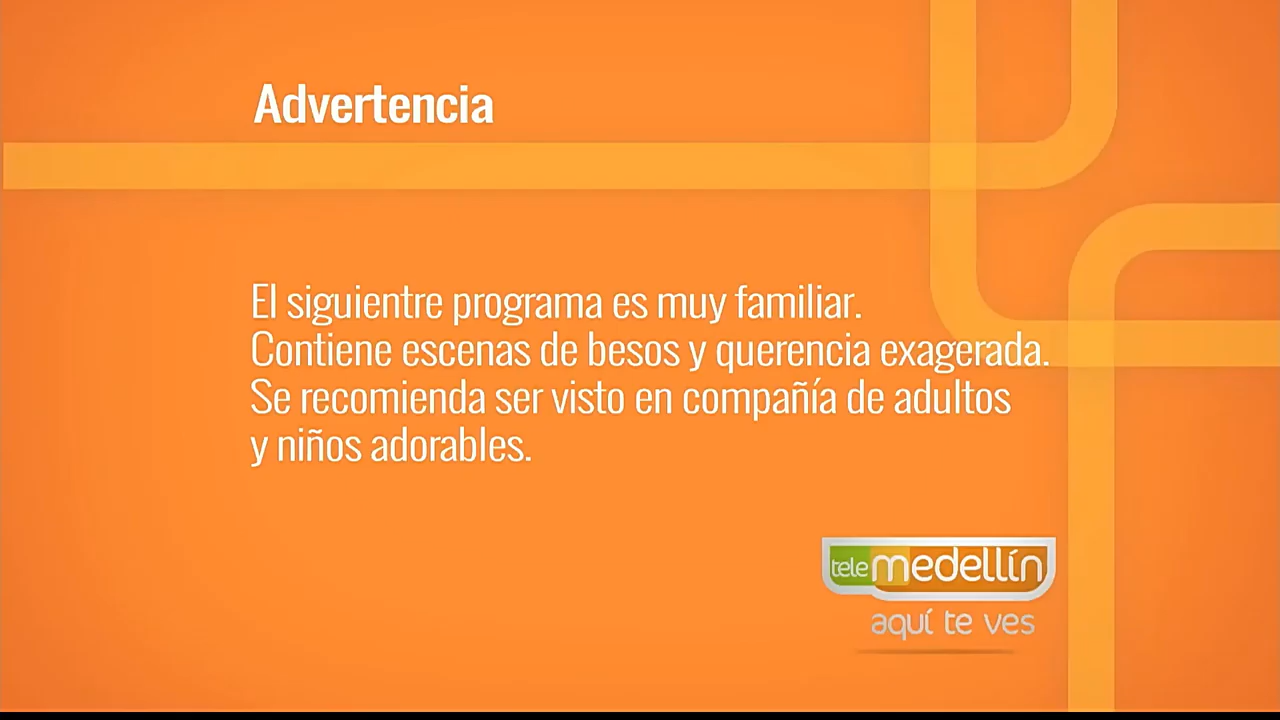 Advertencia
El siguientre programa es muy familiar.
Contiene escenas de besos y querencia exagerada.
Se recomienda ser visto en compañía de adultos
y niños adorables.
telemedellín
aquí te ves